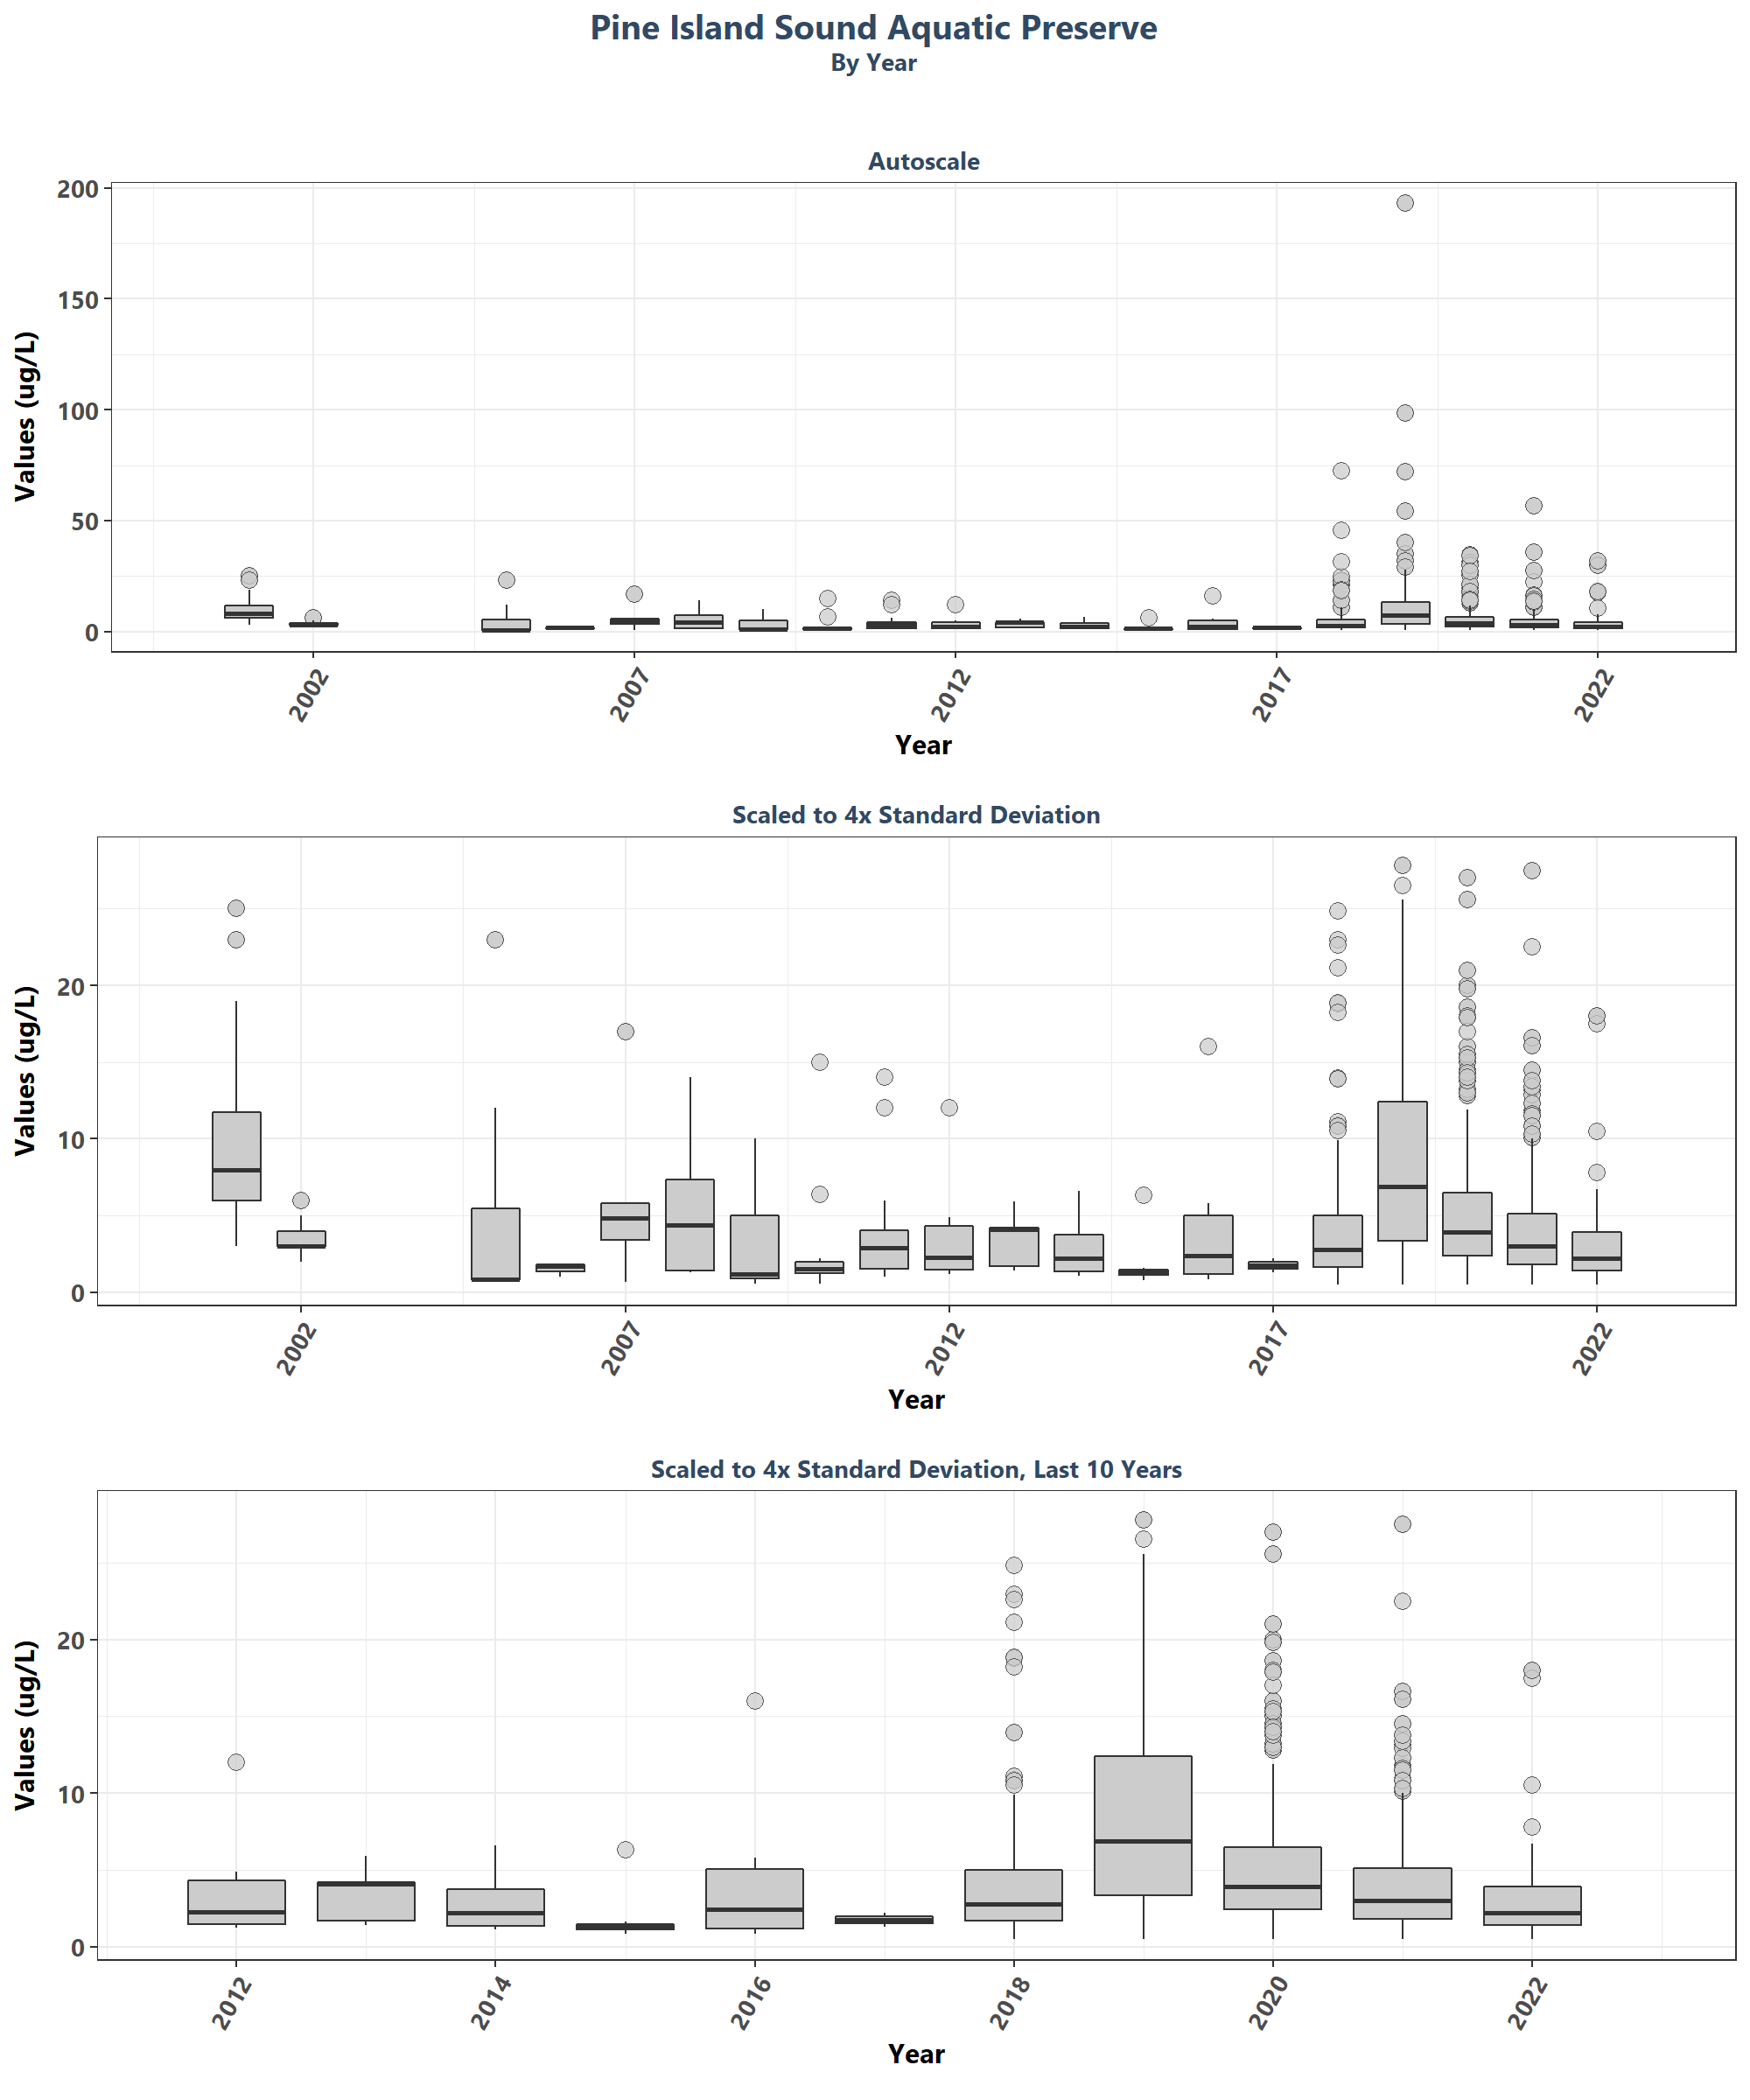 Pine Island Sound Aquatic Preserve
By Year
Autoscale
200
150
100
50
0
Values (ug/L)
2002
2007
2012
2017
2022
Year
Scaled to 4x Standard Deviation
20
10
0
Values (ug/L)
2002
2007
2012
2017
2022
Year
Scaled to 4x Standard Deviation, Last 10 Years
20
10
0
Values (ug/L)
2012
2014
2016
2018
2020
2022
Year